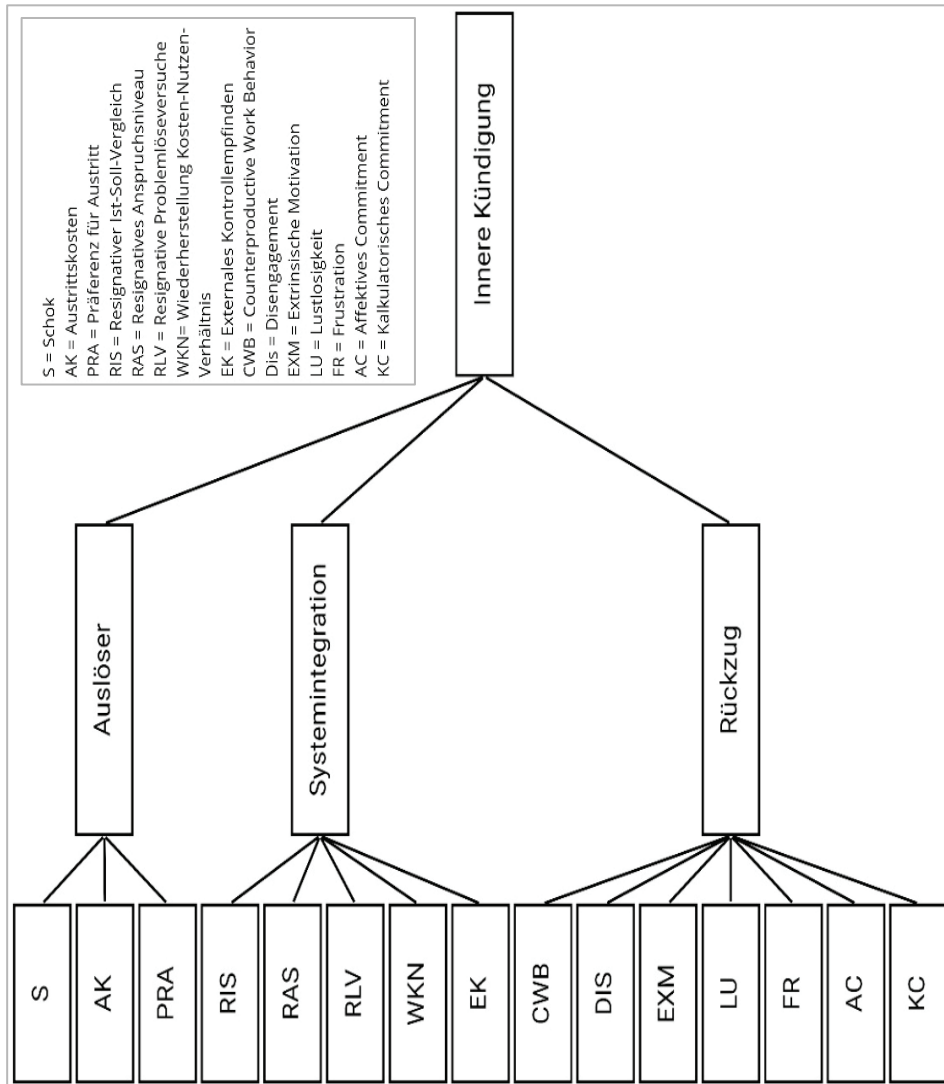 S = Schok
AK = Austrittskosten
PRA = Präferenz für Austritt
RIS = Resignativer Ist-Soll-Vergleich
RAS = Resignatives Anspruchsniveau
RLV = Resignative Problemlöseversuche
WKN= Wiederherstellung Kosten-Nutzen-
Verhältnis
EK = Externales Kontrollempfinden
CWB = Counterproductive Work Behavior
Dis = Disengagement
EXM = Extrinsische Motivation
LU = Lustlosigkeit
FR = Frustration
AC = Affektives Commitment
KC = Kalkulatorisches Commitment
Innere Kündigung
Auslöser
Systemintegration
Rückzug
S
AK
PRA
RIS
RAS
RLV
WKN
EK
CWB
DIS
EXM
LU
FR
AC
KC